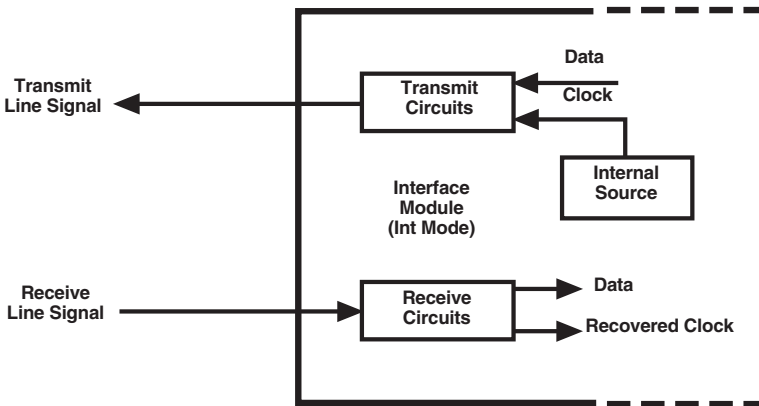 Transmit
Line Signal
Transmit
Circuits
Data
Clock
Internal
Source
Interface
Module
(Int Mode)
Receive
Line Signal
Receive
Circuits
Data
Recovered Clock